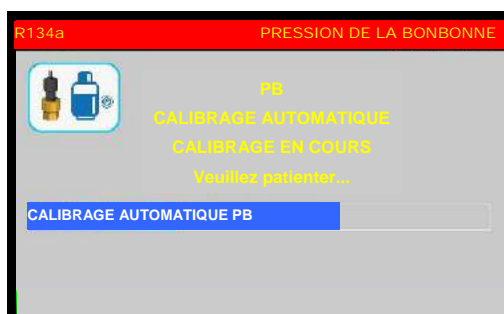 R134a PRESSION DE LA BONBONNE
PB
CALIBRAGE AUTOMATIQUE
CALIBRAGE EN COURS
Veuillez patienter...
CALIBRAGE AUTOMATIQUE PB